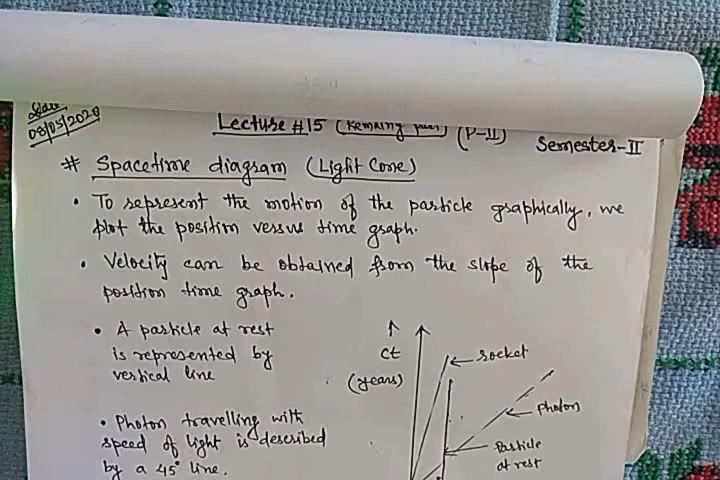 Date
08/05/2020
Lecture #15 (Remaing part) (P-II)
Semester-II
# Spacetime diagram (Light Cone)
• To represent the motion of the particle graphically, we
plot the position versus time graph.
• Velocity can be obtained from the slope of the
position time graph.
• A particle at rest
is represented by
vertical line
ct
(years)
rocket
photon
Particle
at rest
• Photon travelling with
speed of light is described
by a 45° line.